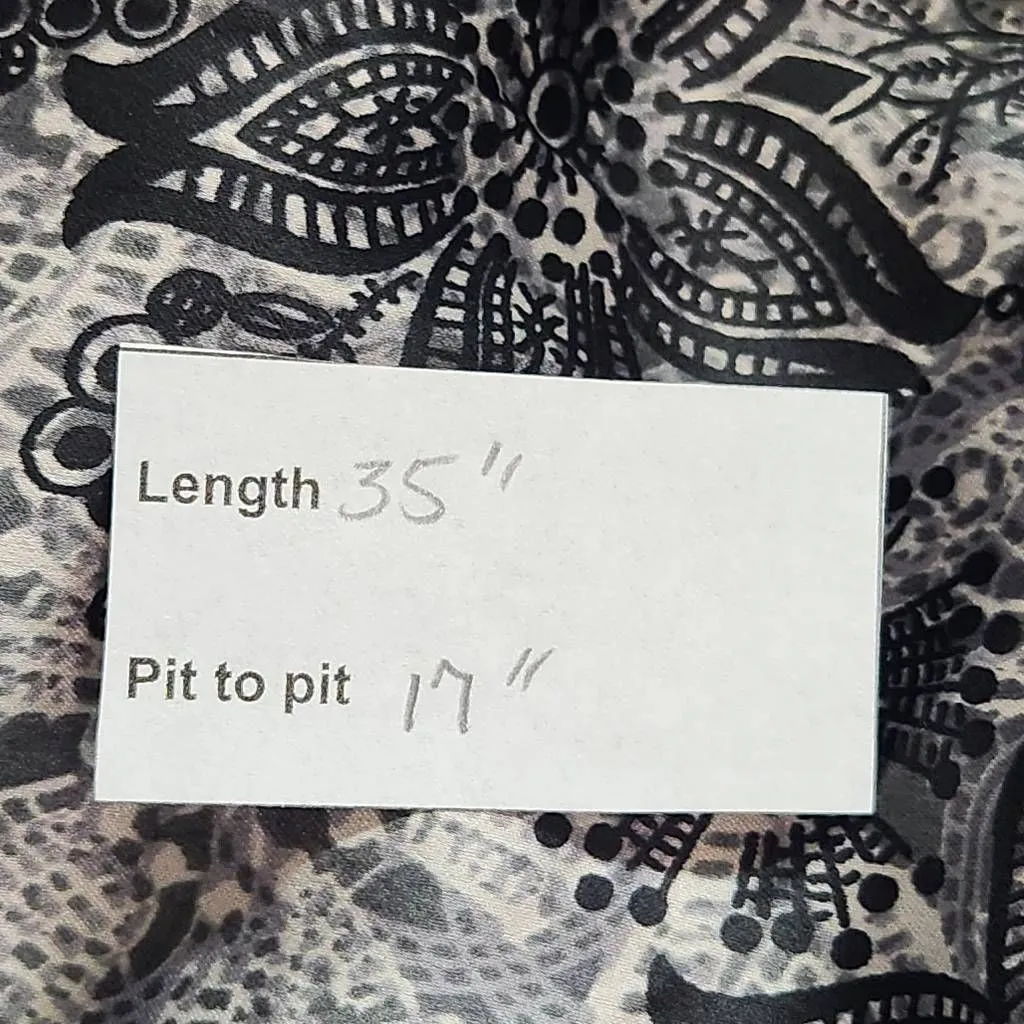 Length 35"
Pit to pit 17"